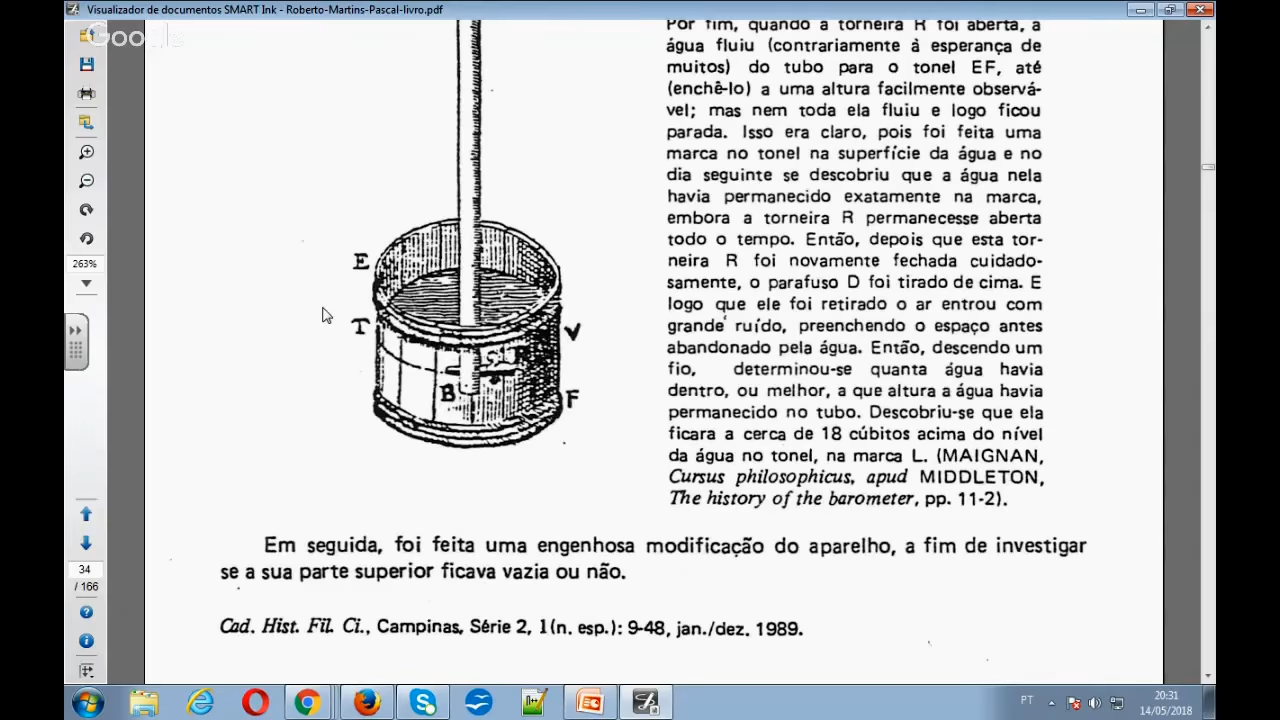 Visualizador de documentos SMART Ink - Roberto-Martins-Pascal-livro.pdf
Por fim, quando a torneira R foi aberta, a
água fluiu (contrariamente à esperança de
muitos) do tubo para o tonel EF, até
(enchê-lo) a uma altura facilmente observá-
vel; mas nem toda ela fluiu e logo ficou
parada. Isso era claro, pois foi feita uma
marca no tonel na superfície da água e no
dia seguinte se descobriu que a água nela
havia permanecido exatamente na marca,
embora a torneira R permanecesse aberta
todo o tempo. Então, depois que esta tor-
neira R foi novamente fechada cuidado-
samente, o parafuso D foi tirado de cima. E
logo que ele foi retirado o ar entrou com
grande ruído, preenchendo o espaço antes
abandonado pela água. Então, descendo um
fio, determinou-se quanta água havia
dentro, ou melhor, a que altura a água havia
permanecido no tubo. Descobriu-se que ela
ficara a cerca de 18 cúbitos acima do nível
da água no tonel, na marca L. (MAIGNAN,
Cursus philosophicus, apud MIDDLETON,
The history of the barometer, pp. 11-2).
E
T
V
B
F
Em seguida, foi feita uma engenhosa modificação do aparelho, a fim de investigar
se a sua parte superior ficava vazia ou não.
Cad. Hist. Fil. Ci., Campinas, Série 2, 1(n. esp.): 9-48, jan./dez. 1989.
263%
34
/ 166
PT
20:31
14/05/2018